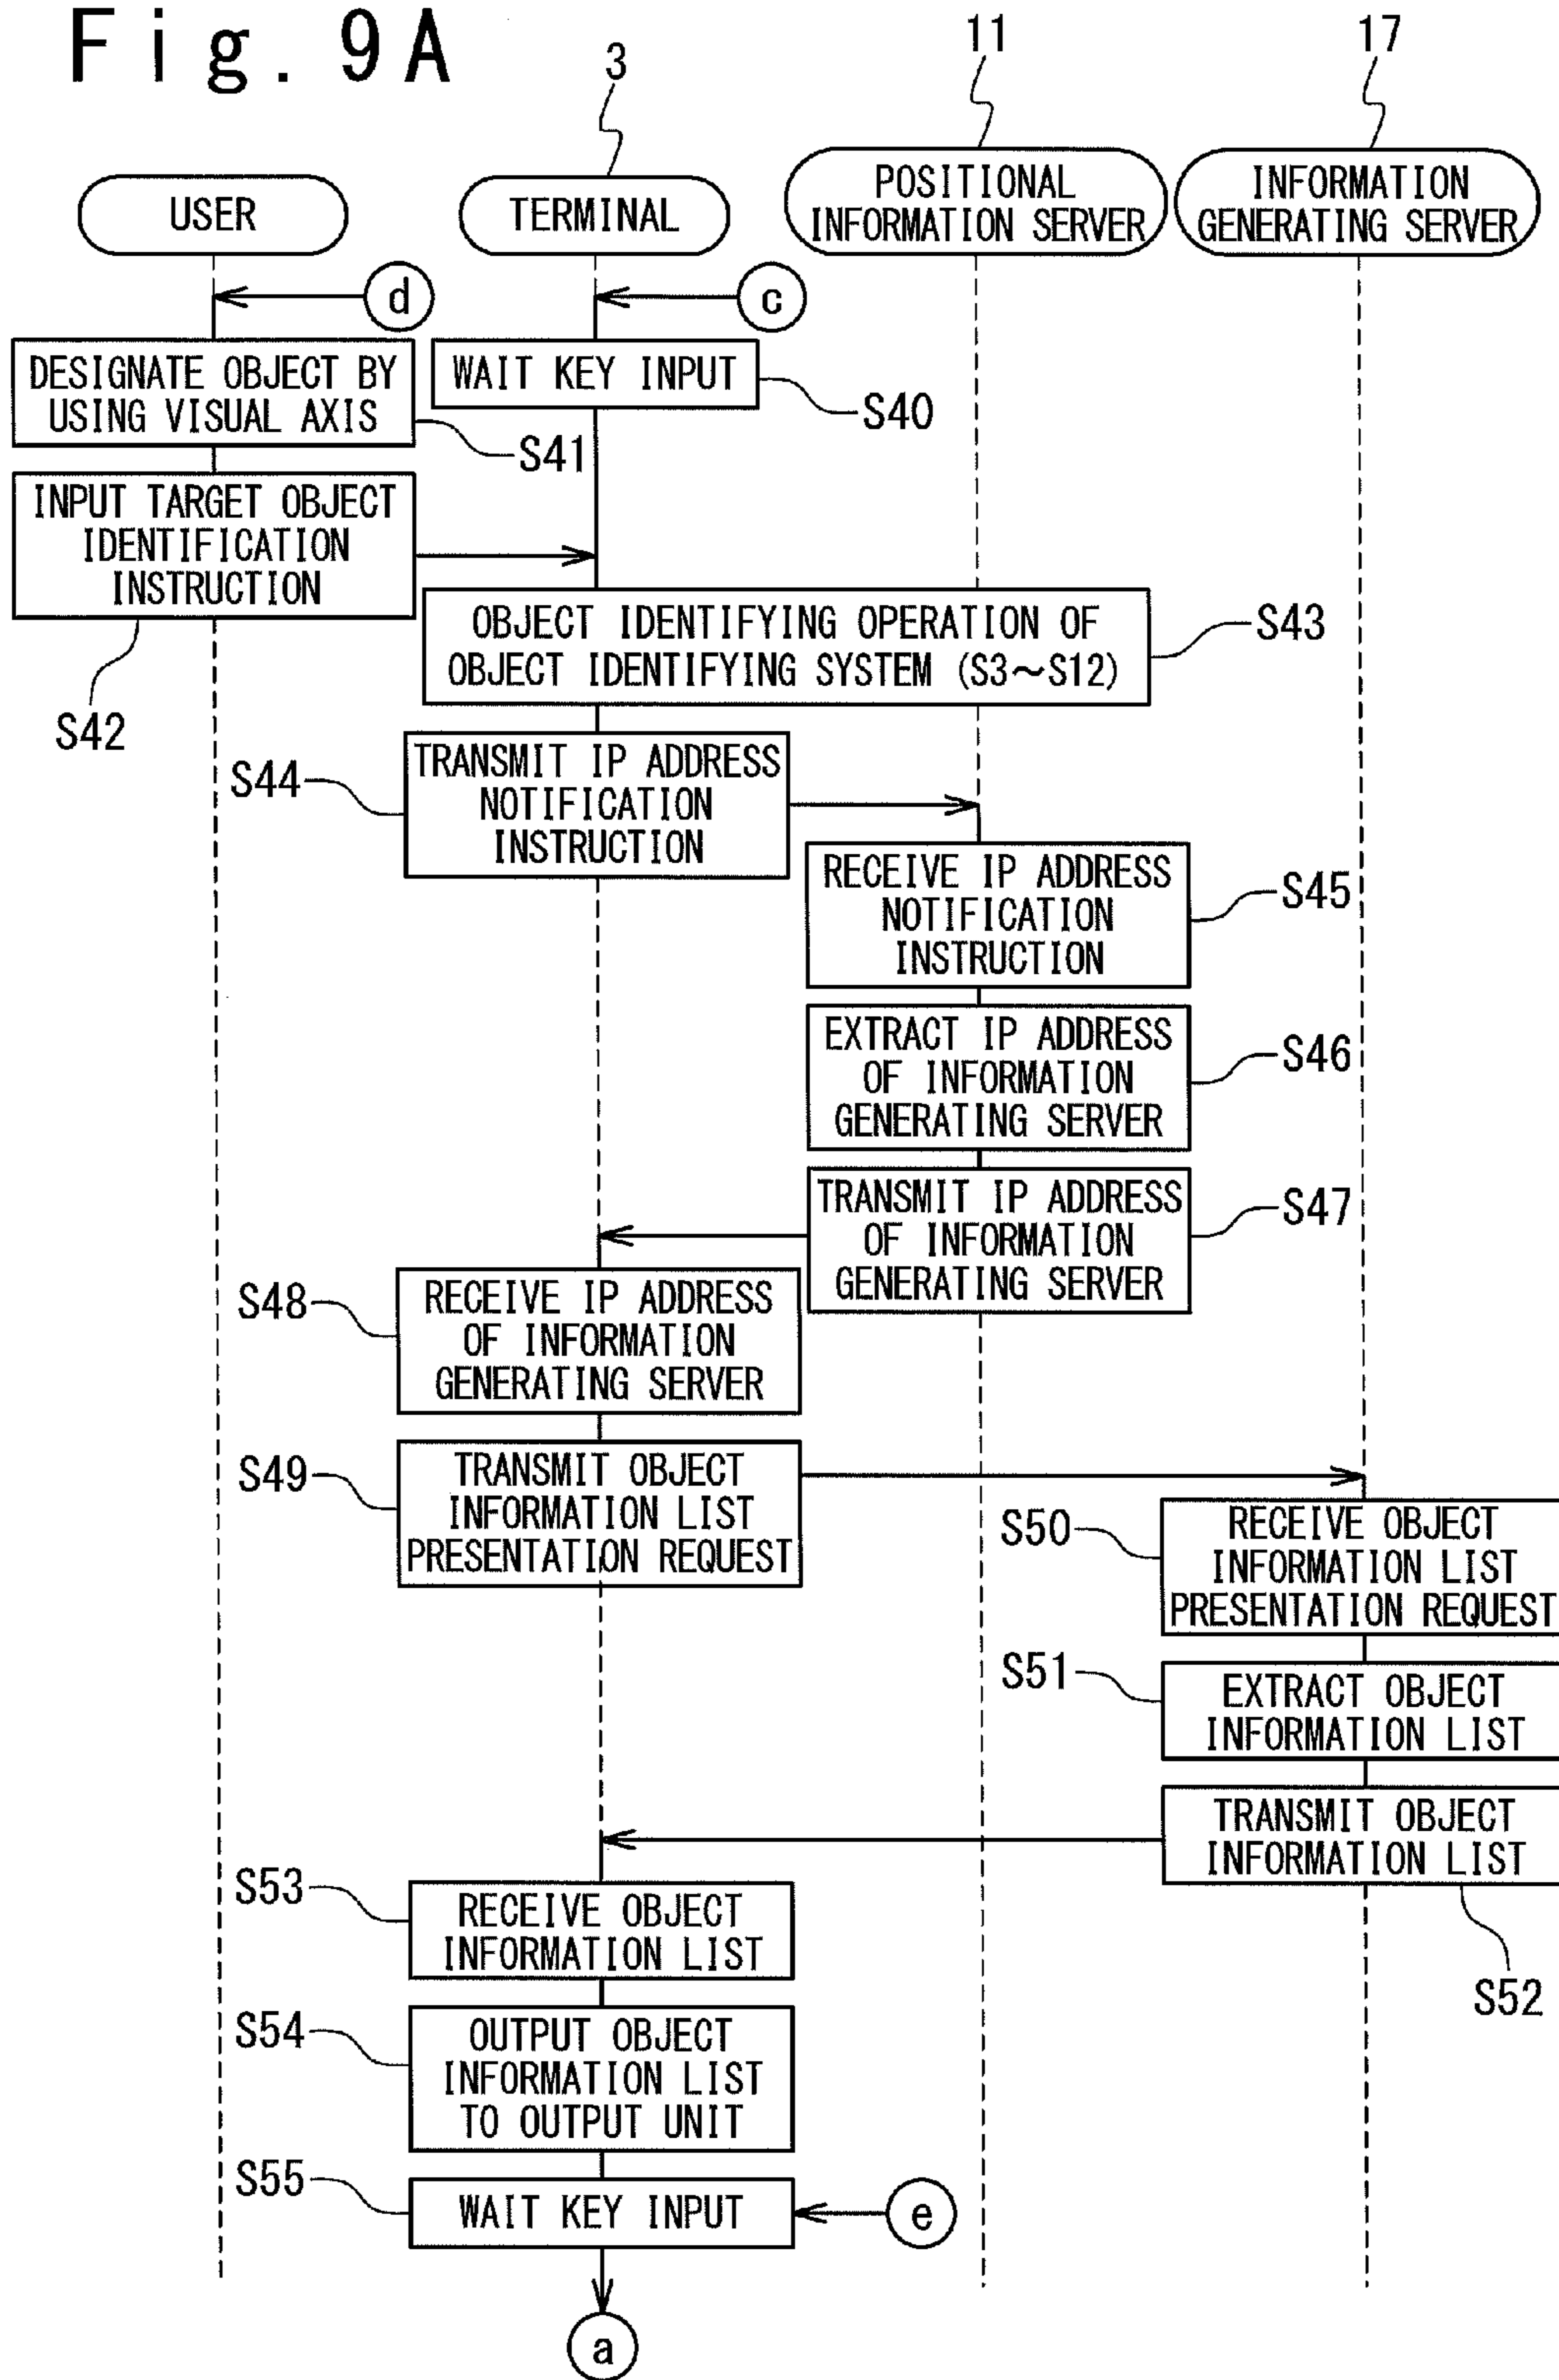 Fig. 9A
3
11
17
USER
TERMINAL
POSITIONAL
INFORMATION SERVER
INFORMATION
GENERATING SERVER
d
c
DESIGNATE OBJECT BY
USING VISUAL AXIS
S41
WAIT KEY INPUT
S40
INPUT TARGET OBJECT
IDENTIFICATION
INSTRUCTION
S42
OBJECT IDENTIFYING OPERATION OF
OBJECT IDENTIFYING SYSTEM (S3～S12)
S43
S44
TRANSMIT IP ADDRESS
NOTIFICATION
INSTRUCTION
RECEIVE IP ADDRESS
NOTIFICATION
INSTRUCTION
S45
EXTRACT IP ADDRESS
OF INFORMATION
GENERATING SERVER
S46
TRANSMIT IP ADDRESS
OF INFORMATION
GENERATING SERVER
S47
S48
RECEIVE IP ADDRESS
OF INFORMATION
GENERATING SERVER
S49
TRANSMIT OBJECT
INFORMATION LIST
PRESENTATION REQUEST
S50
RECEIVE OBJECT
INFORMATION LIST
PRESENTATION REQUEST
S51
EXTRACT OBJECT
INFORMATION LIST
TRANSMIT OBJECT
INFORMATION LIST
S52
S53
RECEIVE OBJECT
INFORMATION LIST
S54
OUTPUT OBJECT
INFORMATION LIST
TO OUTPUT UNIT
S55
WAIT KEY INPUT
e
a